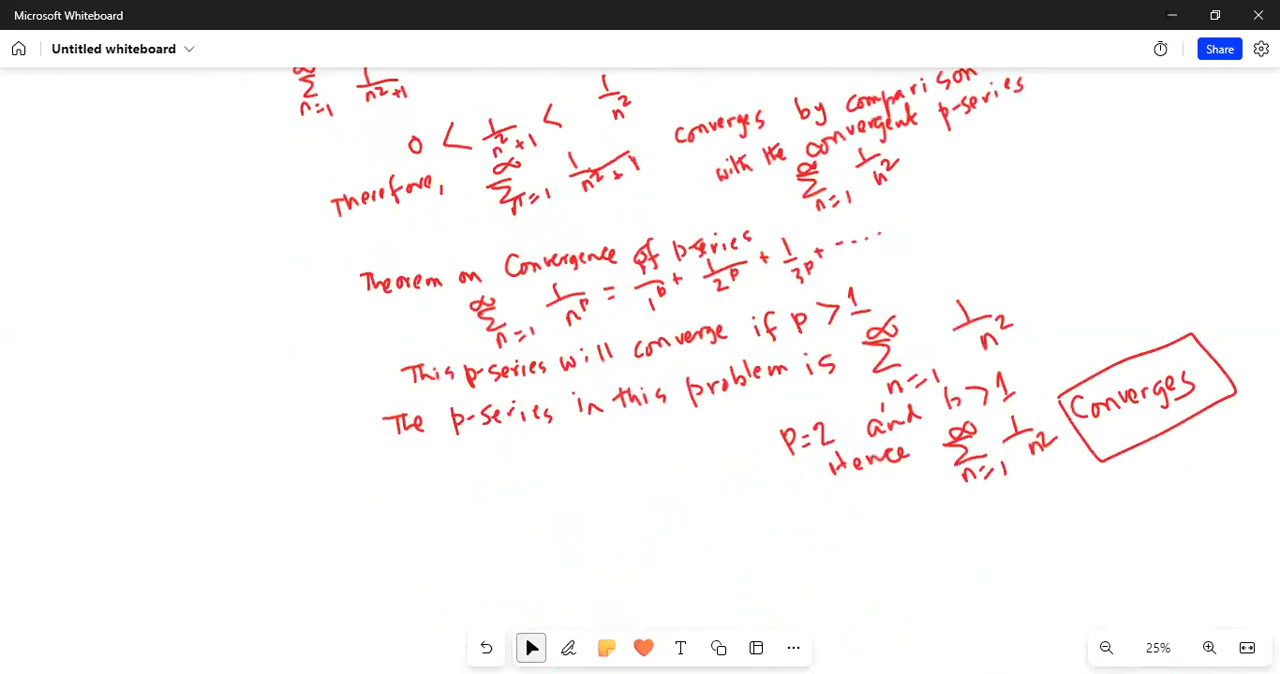 Microsoft Whiteboard
Untitled whiteboard
Share
∞ Σ n=1 1/n²+1
0 < 1/n²+1 < 1/n²
Therefore, ∞ Σ n=1 1/n²+1 converges by comparison
with the convergent p-series
∞ Σ n=1 1/n²
Theorem on Convergence of p-series
∞ Σ n=1 1/nᵖ = 1/1ᵖ + 1/2ᵖ + 1/3ᵖ + ....
This p-series will converge if p > 1
The p-series in this problem is ∞ Σ n=1 1/n²
P=2 and p>1
Hence ∞ Σ n=1 1/n² Converges
25%